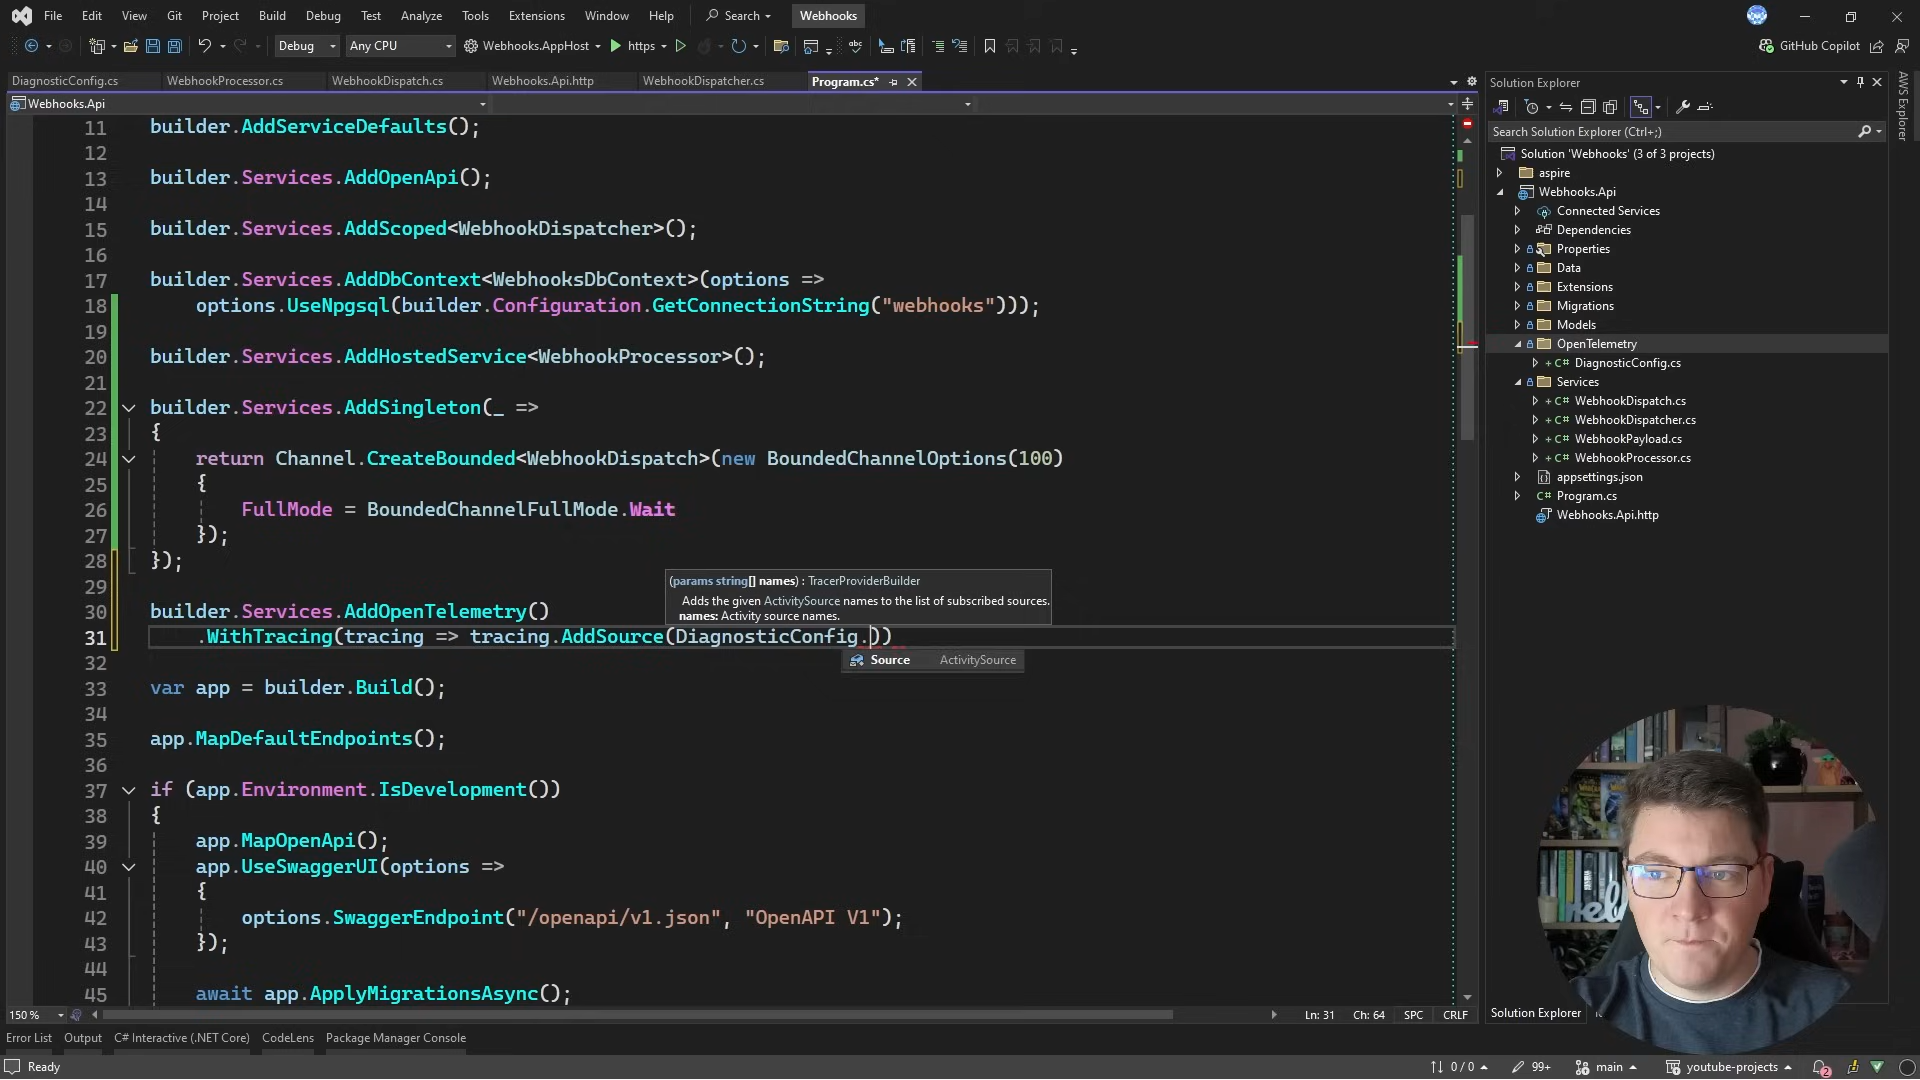 File Edit View Git Project Build Debug Test Analyze Tools Extensions Window Help Search Webhooks
Debug Any CPU Webhooks.AppHost https GitHub Copilot
DiagnosticConfig.cs WebhookProcessor.cs WebhookDispatch.cs Webhooks.Api.http WebhookDispatcher.cs Program.cs*
Webhooks.Api
11 builder.AddServiceDefaults();
12
13 builder.Services.AddOpenApi();
14
15 builder.Services.AddScoped<WebhookDispatcher>();
16
17 builder.Services.AddDbContext<WebhooksDbContext>(options =>
18 options.UseNpgsql(builder.Configuration.GetConnectionString("webhooks")));
19
20 builder.Services.AddHostedService<WebhookProcessor>();
21
22 builder.Services.AddSingleton(_ =>
23 {
24 return Channel.CreateBounded<WebhookDispatch>(new BoundedChannelOptions(100)
25 {
26 FullMode = BoundedChannelFullMode.Wait
27 });
28 });
29
(params string[] names) : TracerProviderBuilder
Adds the given ActivitySource names to the list of subscribed sources.
names: Activity source names.
30 builder.Services.AddOpenTelemetry()
31 .WithTracing(tracing => tracing.AddSource(DiagnosticConfig.))
Source ActivitySource
32
33 var app = builder.Build();
34
35 app.MapDefaultEndpoints();
36
37 if (app.Environment.IsDevelopment())
38 {
39 app.MapOpenApi();
40 app.UseSwaggerUI(options =>
41 {
42 options.SwaggerEndpoint("/openapi/v1.json", "OpenAPI V1");
43 });
44
45 await app.ApplyMigrationsAsync();
150 % Ln: 31 Ch: 64 SPC CRLF
Solution Explorer
Search Solution Explorer (Ctrl+;)
Solution 'Webhooks' (3 of 3 projects)
aspire
Webhooks.Api
Connected Services
Dependencies
Properties
Data
Extensions
Migrations
Models
OpenTelemetry
+ C# DiagnosticConfig.cs
Services
+ C# WebhookDispatch.cs
+ C# WebhookDispatcher.cs
+ C# WebhookPayload.cs
+ C# WebhookProcessor.cs
appsettings.json
C# Program.cs
Webhooks.Api.http
AWS Explorer
Solution Explorer
Error List Output C# Interactive (.NET Core) CodeLens Package Manager Console
Ready 0 / 0 99+ main youtube-projects 2